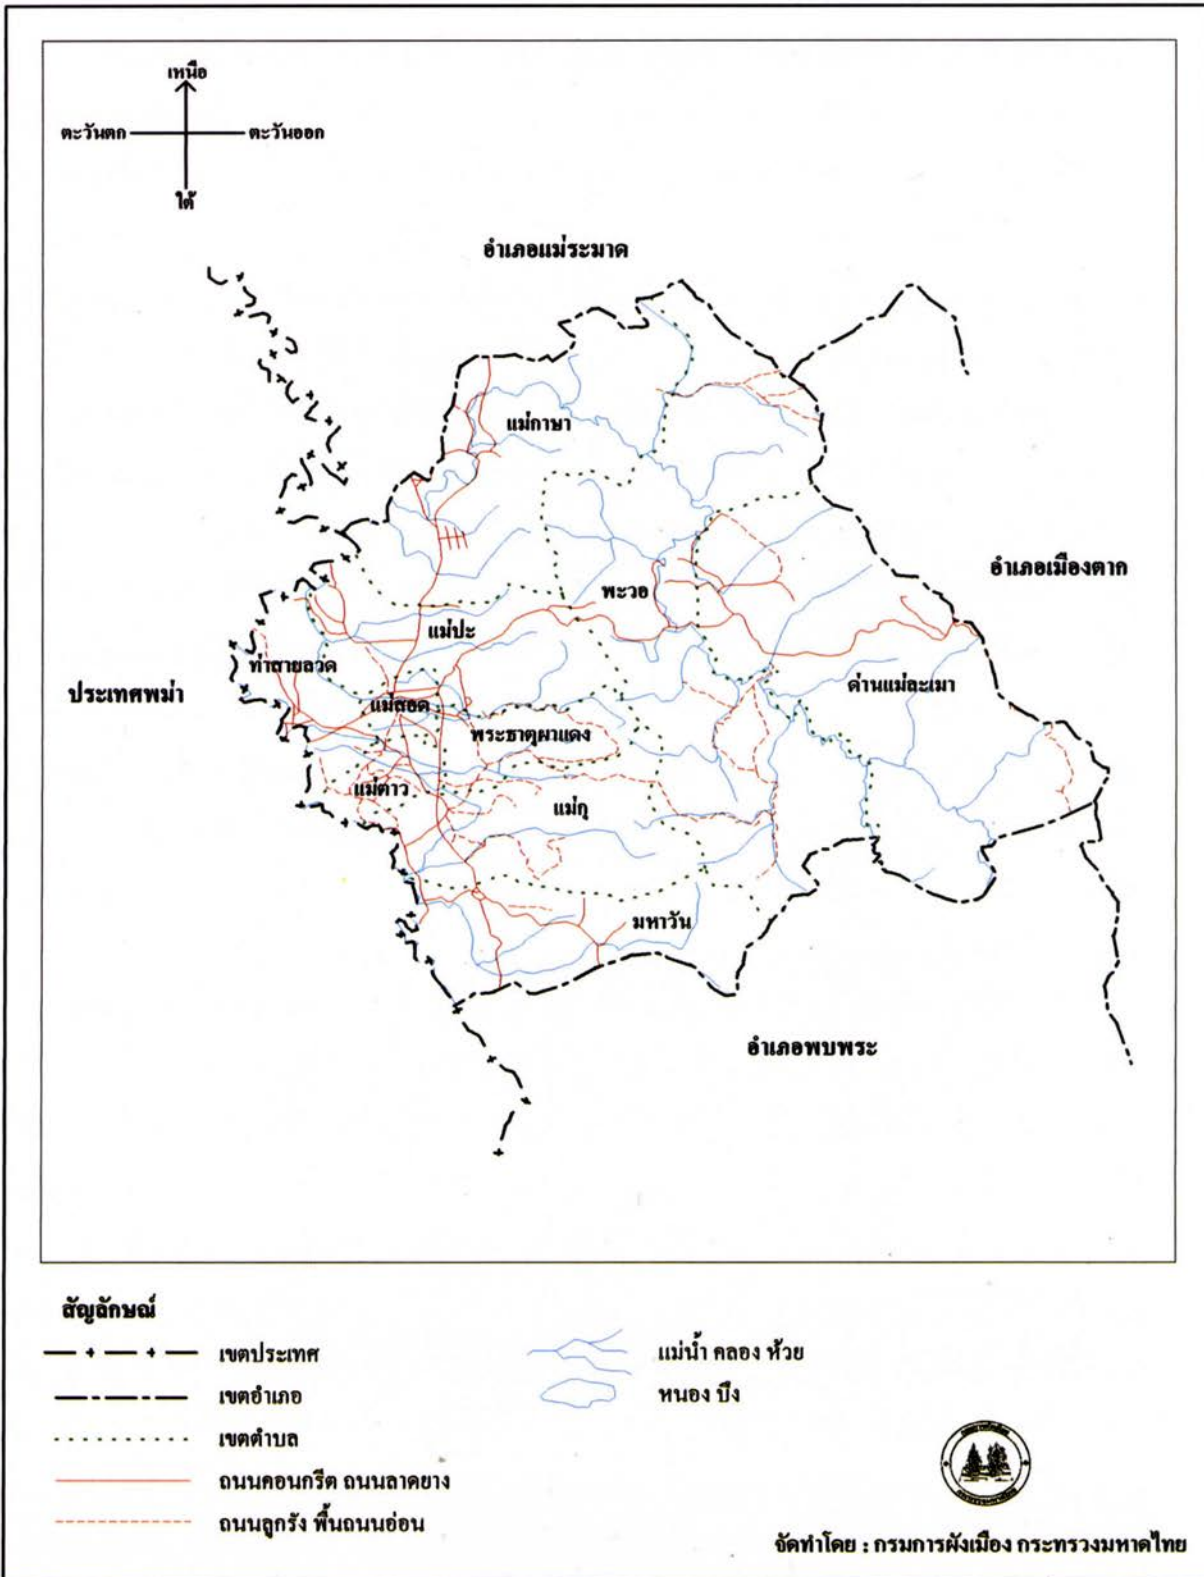 เหนือ
ตะวันตก
ตะวันออก
ใต้
อำเภอแม่ระมาด
แม่กาษา
อำเภอเมืองตาก
พะวอ
แม่ปะ
ท่าสายลวด
ด่านแม่ละเมา
ประเทศพม่า
แม่สอด
พระธาตุผาแดง
แม่ตาว
แม่กุ
มหาวัน
อำเภอพบพระ
สัญลักษณ์
เขตประเทศ
เขตอำเภอ
เขตตำบล
ถนนคอนกรีต ถนนลาดยาง
ถนนลูกรัง พื้นถนนอ่อน
แม่น้ำ คลอง ห้วย
หนอง บึง
จัดทำโดย : กรมการผังเมือง กระทรวงมหาดไทย